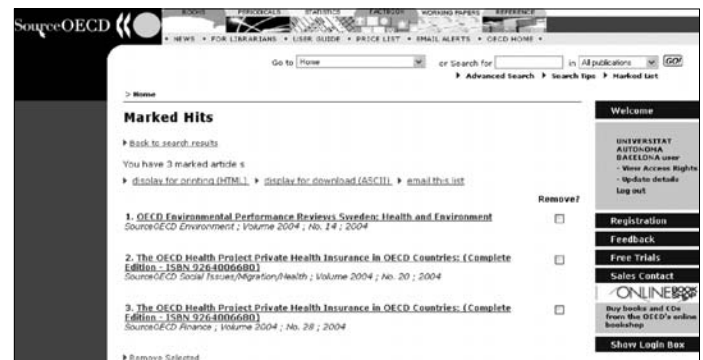 BOOKS PERIODICALS STATISTICS FACTBOOK WORKING PAPERS REFERENCE
SourceOECD
• NEWS • FOR LIBRARIANS • USER GUIDE • PRICE LIST • EMAIL ALERTS • OECD HOME •
Go to Home or Search for in All publications GO!
Advanced Search Search Tips Marked List
> Home
Marked Hits
Back to search results
You have 3 marked article s
display for printing (HTML) display for download (ASCII) email this list
Remove?
1. OECD Environmental Performance Reviews Sweden: Health and Environment
SourceOECD Environment ; Volume 2004 ; No. 14 ; 2004
2. The OECD Health Project Private Health Insurance in OECD Countries: (Complete
Edition - ISBN 9264006680)
SourceOECD Social Issues/Migration/Health ; Volume 2004 ; No. 20 ; 2004
3. The OECD Health Project Private Health Insurance in OECD Countries: (Complete
Edition - ISBN 9264006680)
SourceOECD Finance ; Volume 2004 ; No. 28 ; 2004
Remove Selected
Welcome
UNIVERSITAT
AUTONOMA
BACELONA user
- View Access Rights
- Update details
Log out
Registration
Feedback
Free Trials
Sales Contact
ONLINE
Buy books and CDs
from the OECD's online
bookshop
Show Login Box